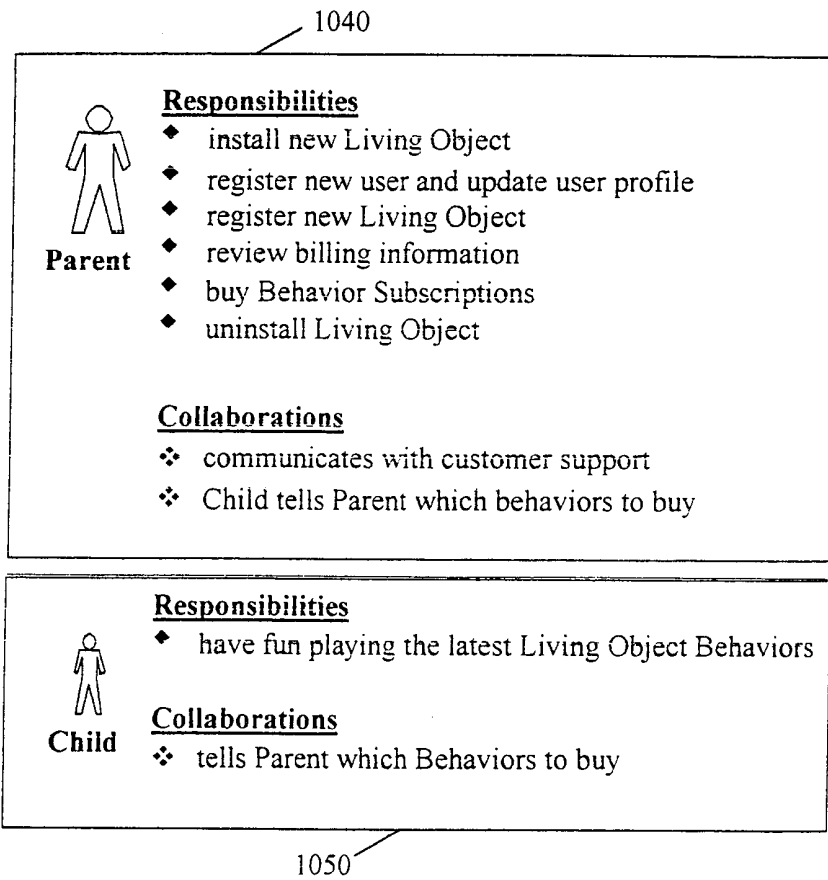 1040
Responsibilities
◆ install new Living Object
◆ register new user and update user profile
◆ register new Living Object
◆ review billing information
◆ buy Behavior Subscriptions
◆ uninstall Living Object
Parent
Collaborations
❖ communicates with customer support
❖ Child tells Parent which behaviors to buy
Responsibilities
◆ have fun playing the latest Living Object Behaviors
Child
Collaborations
❖ tells Parent which Behaviors to buy
1050